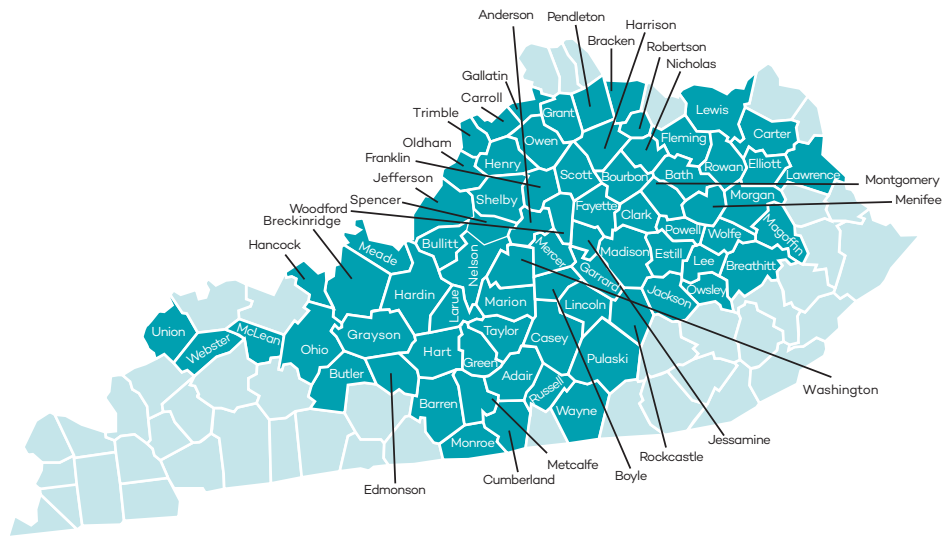 Anderson
Pendleton
Harrison
Bracken
Robertson
Nicholas
Gallatin
Carroll
Trimble
Oldham
Franklin
Jefferson
Spencer
Woodford
Breckinridge
Hancock
Lewis
Grant
Owen
Fleming
Carter
Henry
Scott
Bourbon
Bath
Rowan
Elliott
Lawrence
Montgomery
Menifee
Shelby
Fayette
Clark
Morgan
Magoffin
Meade
Bullitt
Nelson
Mercer
Madison
Powell
Wolfe
Estill
Lee
Breathitt
Owsley
Garrard
Jackson
Hardin
Larue
Marion
Lincoln
Union
Webster
McLean
Ohio
Grayson
Hart
Taylor
Green
Casey
Pulaski
Butler
Adair
Russell
Wayne
Barren
Monroe
Washington
Jessamine
Rockcastle
Boyle
Metcalfe
Cumberland
Edmonson